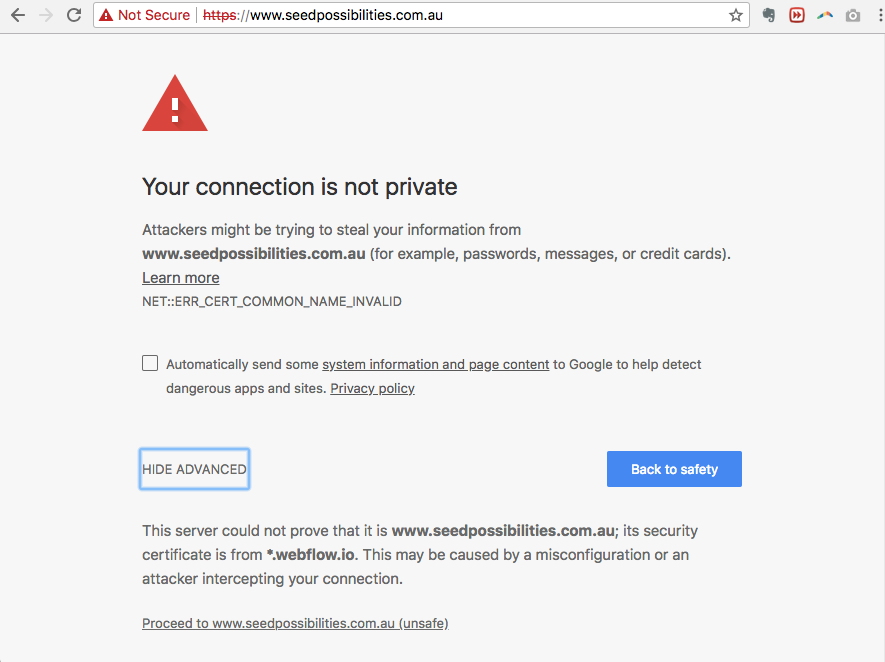 Not Secure | https://www.seedpossibilities.com.au
Your connection is not private
Attackers might be trying to steal your information from
www.seedpossibilities.com.au (for example, passwords, messages, or credit cards).
Learn more
NET::ERR_CERT_COMMON_NAME_INVALID
Automatically send some system information and page content to Google to help detect
dangerous apps and sites. Privacy policy
HIDE ADVANCED
Back to safety
This server could not prove that it is www.seedpossibilities.com.au; its security
certificate is from *.webflow.io. This may be caused by a misconfiguration or an
attacker intercepting your connection.
Proceed to www.seedpossibilities.com.au (unsafe)